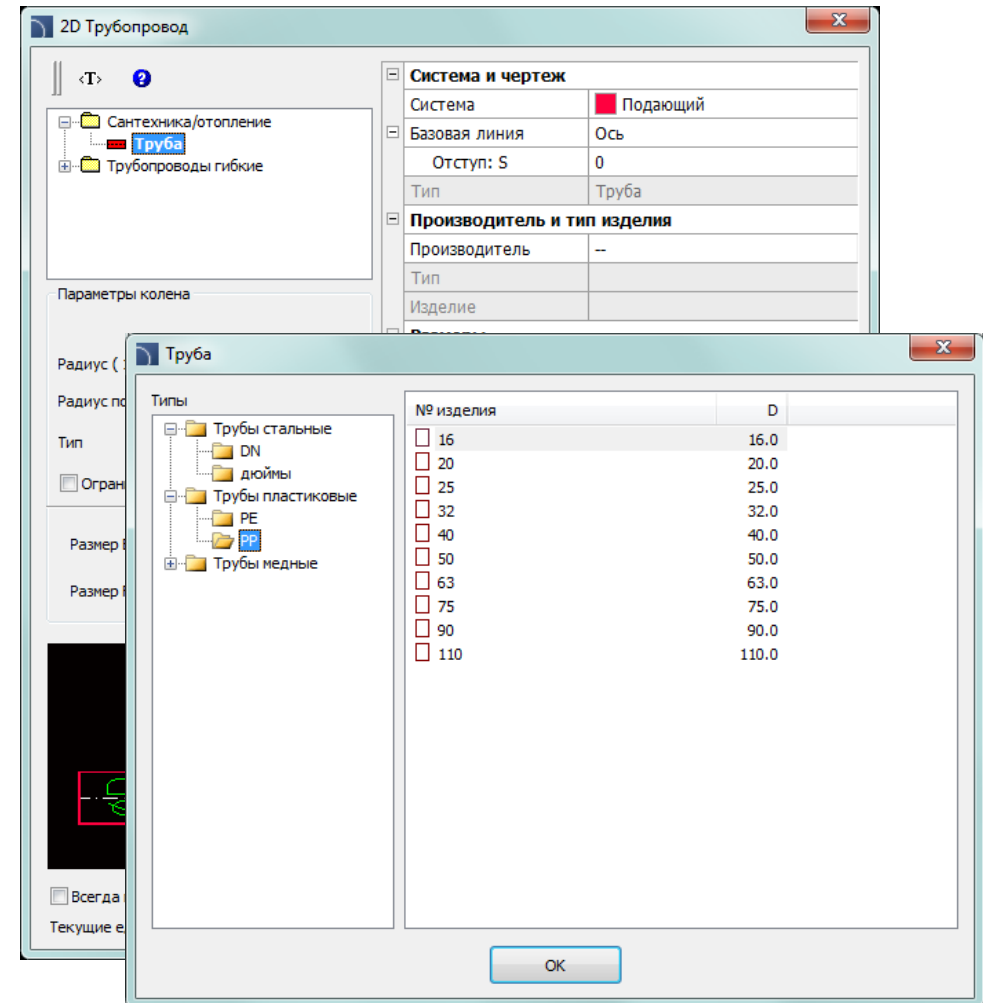 2D Трубопровод
<T>
Сантехника/отопление
Труба
Трубопроводы гибкие
Система и чертеж
Система Подающий
Базовая линия Ось
Отступ: S 0
Тип Труба
Производитель и тип изделия
Производитель --
Тип
Изделие
Параметры колена
Радиус (
Радиус
Тип
Размер
Размер
Всегда
Текущие
Труба
Типы
Трубы стальные
DN
дюймы
Трубы пластиковые
PE
PP
Трубы медные
№ изделия D
16 16.0
20 20.0
25 25.0
32 32.0
40 40.0
50 50.0
63 63.0
75 75.0
90 90.0
110 110.0
OK